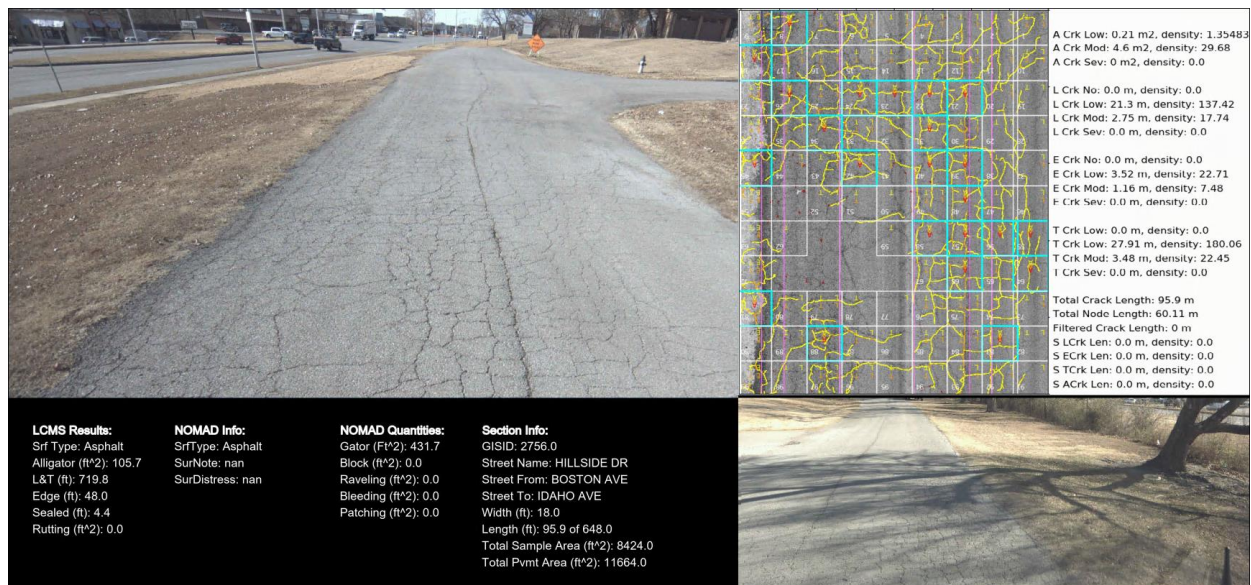 A Crk Low: 0.21 m2, density: 1.35483
A Crk Mod: 4.6 m2, density: 29.68
A Crk Sev: 0 m2, density: 0.0
L Crk No: 0.0 m, density: 0.0
L Crk Low: 21.3 m, density: 137.42
L Crk Mod: 2.75 m, density: 17.74
L Crk Sev: 0.0 m, density: 0.0
E Crk No: 0.0 m, density: 0.0
E Crk Low: 3.52 m, density: 22.71
E Crk Mod: 1.16 m, density: 7.48
E Crk Sev: 0.0 m, density: 0.0
T Crk Low: 0.0 m, density: 0.0
T Crk Low: 27.91 m, density: 180.06
T Crk Mod: 3.48 m, density: 22.45
T Crk Sev: 0.0 m, density: 0.0
Total Crack Length: 95.9 m
Total Node Length: 60.11 m
Filtered Crack Length: 0 m
S LCrk Len: 0.0 m, density: 0.0
S ECrk Len: 0.0 m, density: 0.0
S TCrk Len: 0.0 m, density: 0.0
S ACrk Len: 0.0 m, density: 0.0
LCMS Results:
Srf Type: Asphalt
Alligator (ft^2): 105.7
L&T (ft): 719.8
Edge (ft): 48.0
Sealed (ft): 4.4
Rutting (ft^2): 0.0
NOMAD Info:
SrfType: Asphalt
SurNote: nan
SurDistress: nan
NOMAD Quantities:
Gator (Ft^2): 431.7
Block (ft^2): 0.0
Raveling (ft^2): 0.0
Bleeding (ft^2): 0.0
Patching (ft^2): 0.0
Section Info:
GISID: 2756.0
Street Name: HILLSIDE DR
Street From: BOSTON AVE
Street To: IDAHO AVE
Width (ft): 18.0
Length (ft): 95.9 of 648.0
Total Sample Area (ft^2): 8424.0
Total Pvmt Area (ft^2): 11664.0